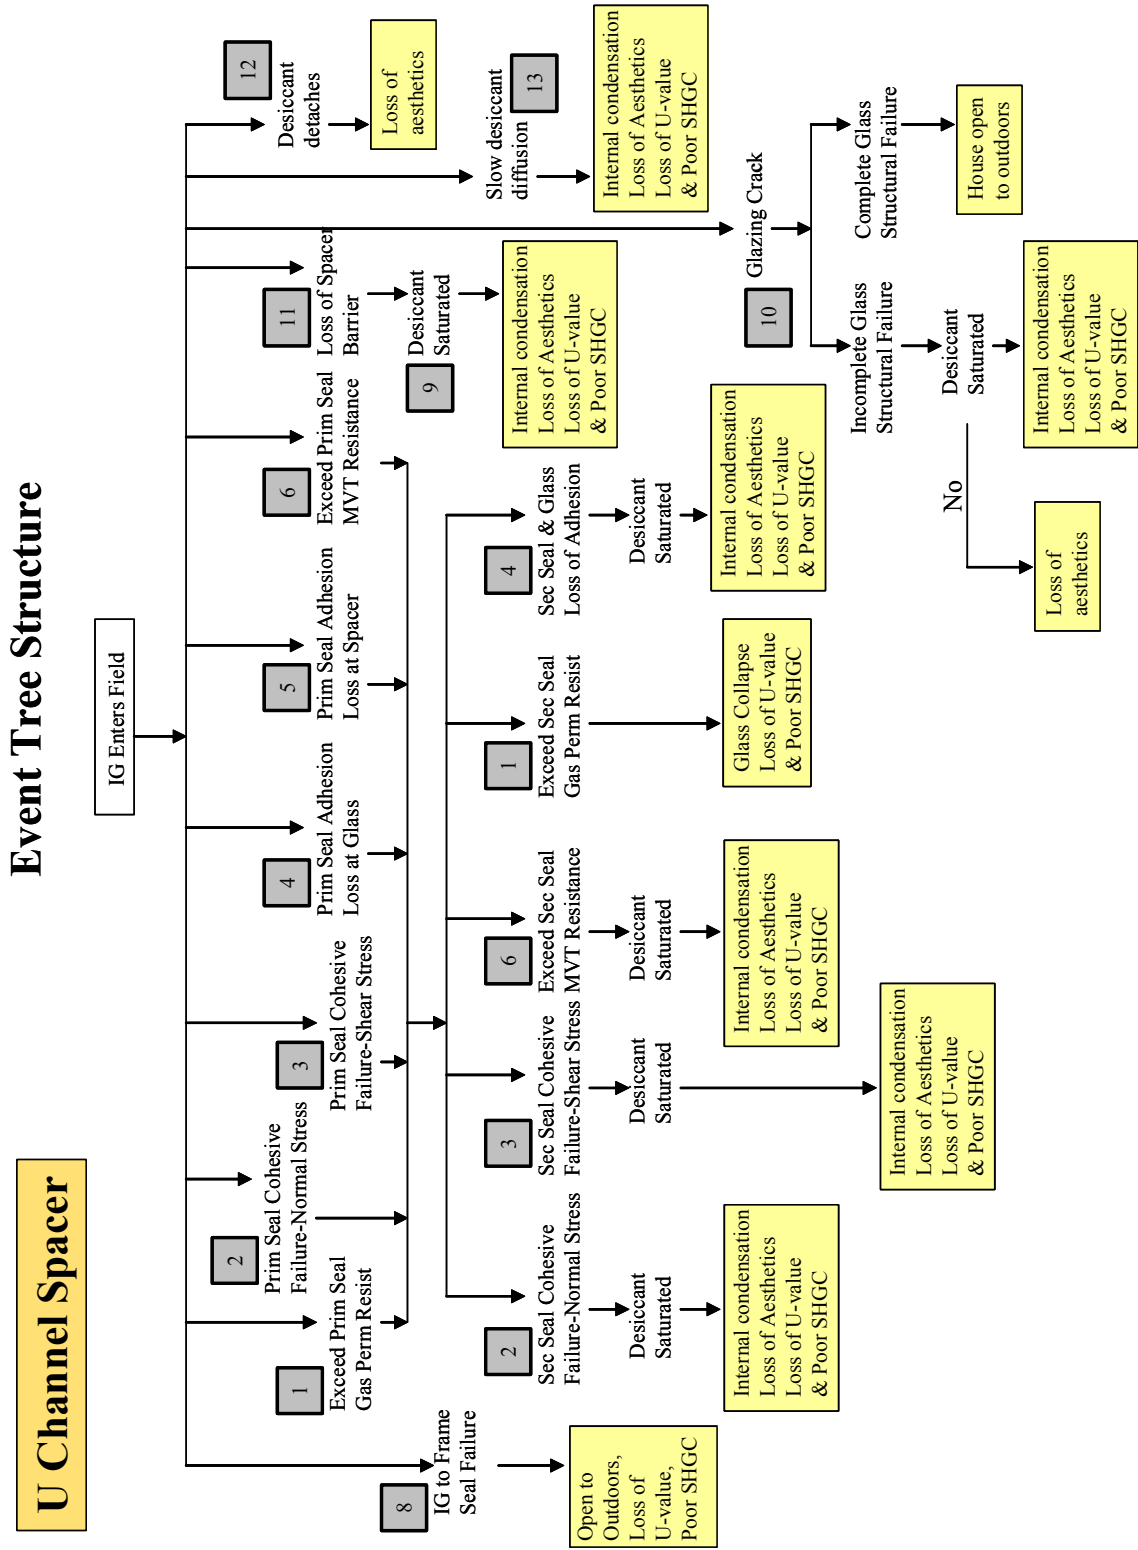 Event Tree Structure
U Channel Spacer
IG Enters Field
8
IG to Frame
Seal Failure
Open to
Outdoors,
Loss of
U-value,
Poor SHGC
1
Exceed Prim Seal
Gas Perm Resist
2
Prim Seal Cohesive
Failure-Normal Stress
3
Prim Seal Cohesive
Failure-Shear Stress
4
Prim Seal Adhesion
Loss at Glass
5
Prim Seal Adhesion
Loss at Spacer
6
Exceed Prim Seal
MVT Resistance
11
Loss of Spacer
Barrier
9
Desiccant
Saturated
Internal condensation
Loss of Aesthetics
Loss of U-value
& Poor SHGC
12
Desiccant
detaches
Loss of
aesthetics
Slow desiccant
diffusion
13
Internal condensation
Loss of Aesthetics
Loss of U-value
& Poor SHGC
2
Sec Seal Cohesive
Failure-Normal Stress
Desiccant
Saturated
Internal condensation
Loss of Aesthetics
Loss of U-value
& Poor SHGC
3
Sec Seal Cohesive
Failure-Shear Stress
Desiccant
Saturated
Internal condensation
Loss of Aesthetics
Loss of U-value
& Poor SHGC
6
Exceed Sec Seal
MVT Resistance
Desiccant
Saturated
Internal condensation
Loss of Aesthetics
Loss of U-value
& Poor SHGC
1
Exceed Sec Seal
Gas Perm Resist
Glass Collapse
Loss of U-value
& Poor SHGC
4
Sec Seal & Glass
Loss of Adhesion
Desiccant
Saturated
Internal condensation
Loss of Aesthetics
Loss of U-value
& Poor SHGC
10
Glazing Crack
Incomplete Glass
Structural Failure
Desiccant
Saturated
No
Loss of
aesthetics
Internal condensation
Loss of Aesthetics
Loss of U-value
& Poor SHGC
Complete Glass
Structural Failure
House open
to outdoors